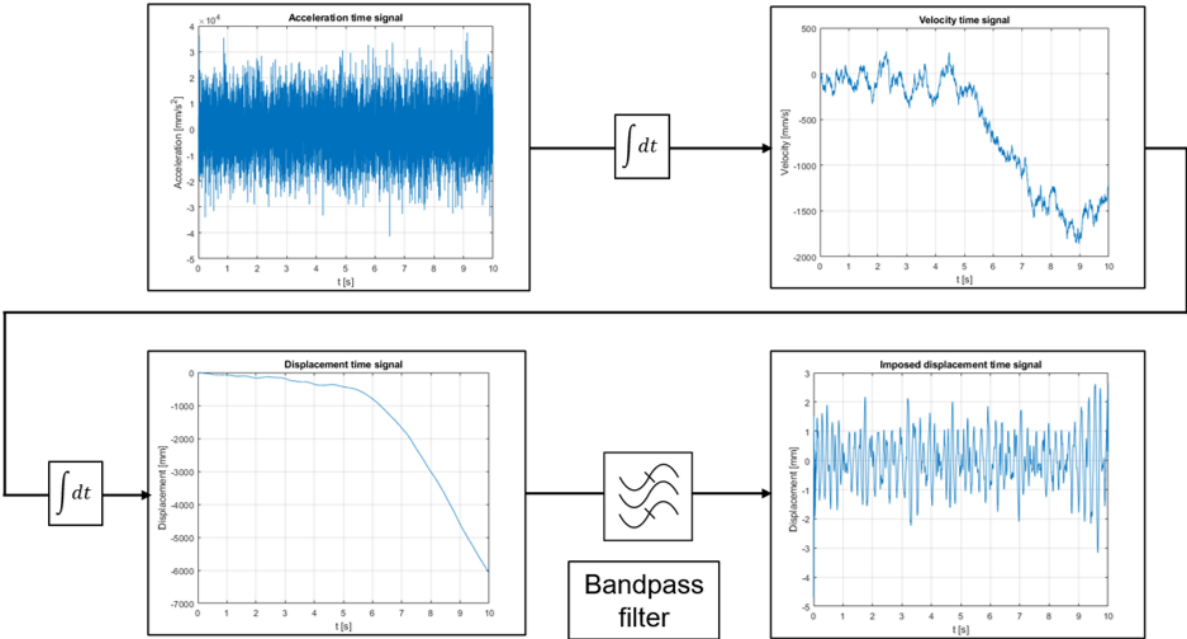 Acceleration time signal
×10⁴
4
3
2
1
0
-1
-2
-3
-4
-5
Acceleration [mm/s²]
0 1 2 3 4 5 6 7 8 9 10
t [s]
∫dt
Velocity time signal
500
0
-500
-1000
-1500
-2000
Velocity [mm/s]
0 1 2 3 4 5 6 7 8 9 10
t [s]
∫dt
Displacement time signal
0
-1000
-2000
-3000
-4000
-5000
-6000
-7000
Displacement [mm]
0 1 2 3 4 5 6 7 8 9 10
t [s]
Bandpass
filter
Imposed displacement time signal
3
2
1
0
-1
-2
-3
-4
-5
Displacement [mm]
0 1 2 3 4 5 6 7 8 9 10
t [s]